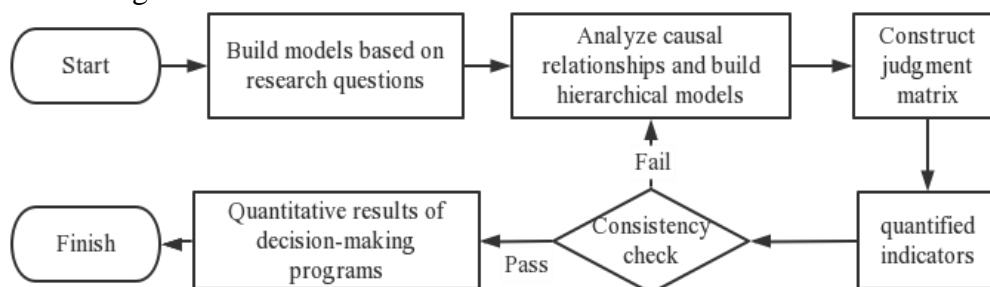 Start
Build models based on
research questions
Analyze causal
relationships and build
hierarchical models
Construct
judgment
matrix
Fail
Finish
Quantitative results of
decision-making
programs
Pass
Consistency
check
quantified
indicators